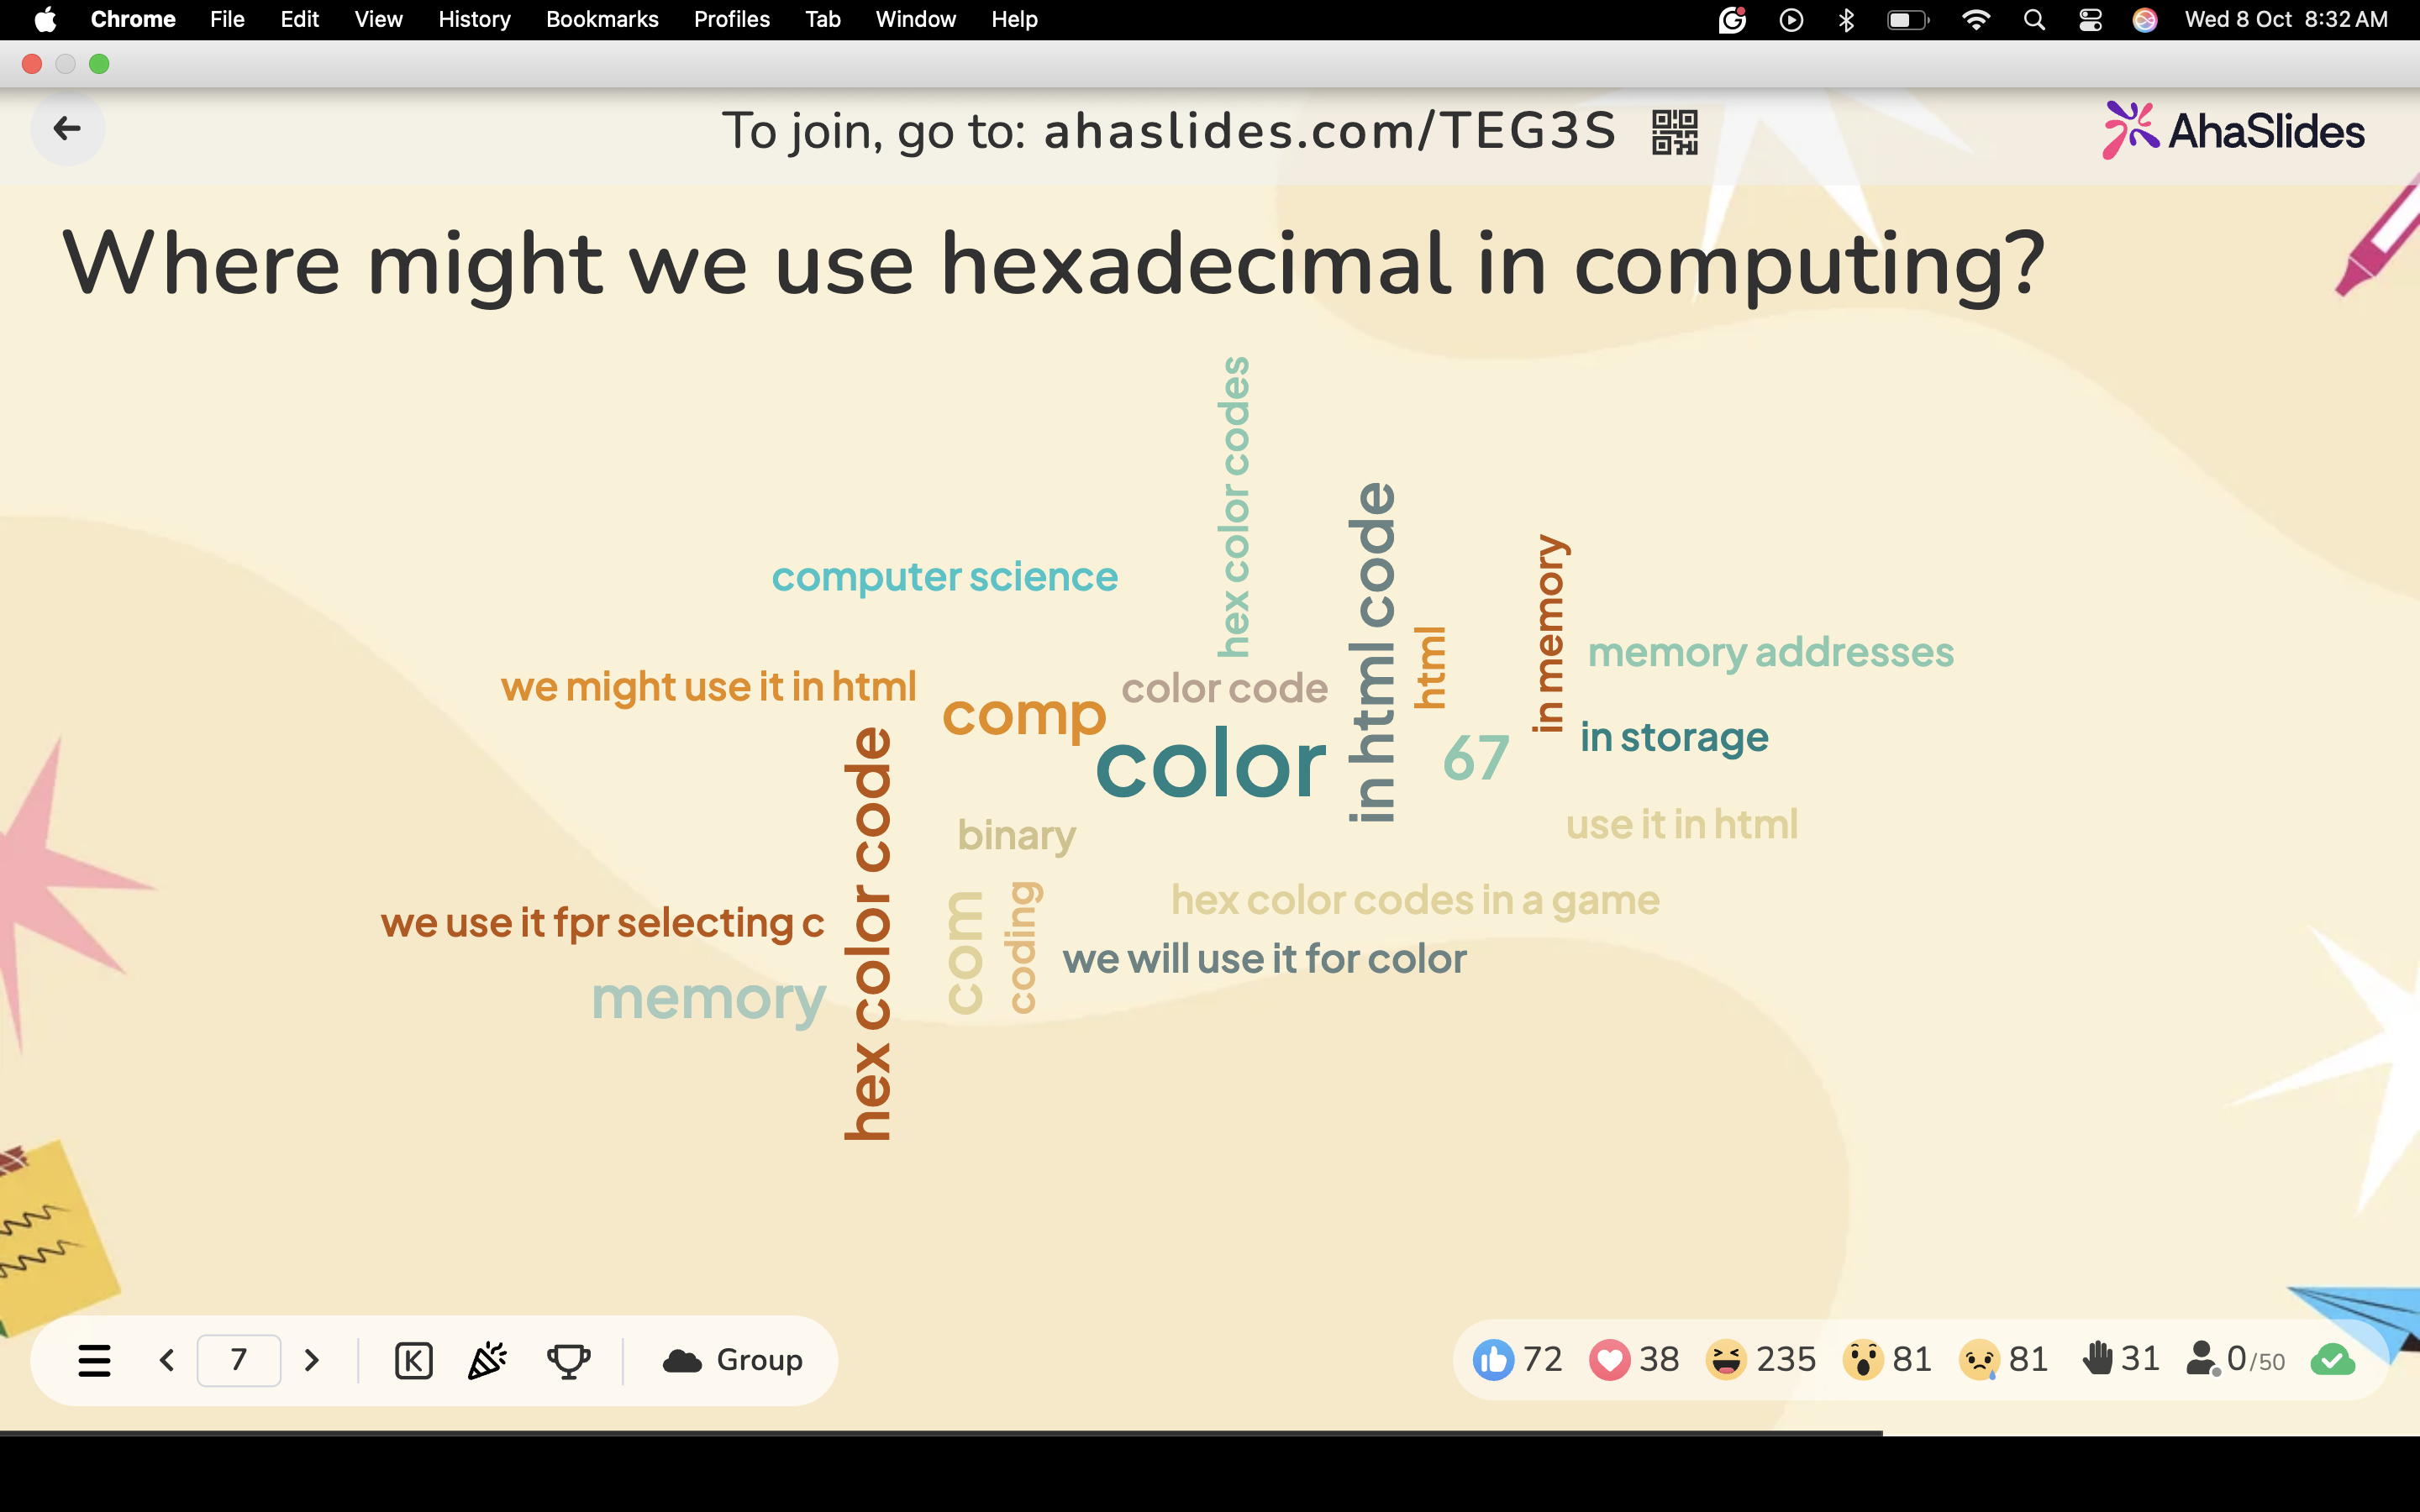 Chrome File Edit View History Bookmarks Profiles Tab Window Help Wed 8 Oct 8:32 AM
To join, go to: ahaslides.com/TEG3S
AhaSlides
Where might we use hexadecimal in computing?
hex color codes
in html code
in memory
computer science
html
memory addresses
we might use it in html
color code
comp
color
67
in storage
hex color code
binary
use it in html
com
coding
hex color codes in a game
we use it fpr selecting c
we will use it for color
memory
7
K
Group
72 38 235 81 81 31 0/50